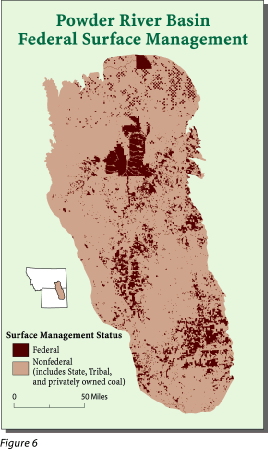 Powder River Basin
Federal Surface Management
Surface Management Status
Federal
Nonfederal
(includes State, Tribal,
and privately owned coal)
0 50 Miles
Figure 6